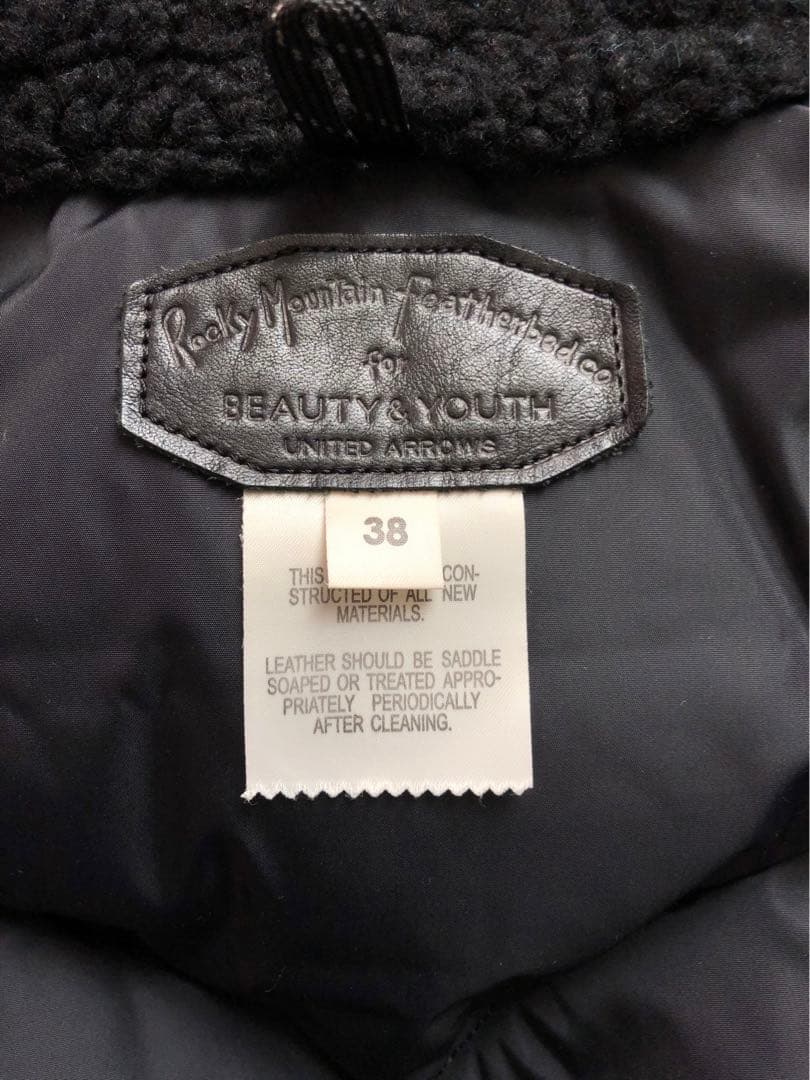 Rocky Mountain Featherbed co
for
BEAUTY & YOUTH
UNITED ARROWS
38
THIS CON-
STRUCTED OF ALL NEW
MATERIALS.
LEATHER SHOULD BE SADDLE
SOAPED OR TREATED APPRO-
PRIATELY PERIODICALLY
AFTER CLEANING.